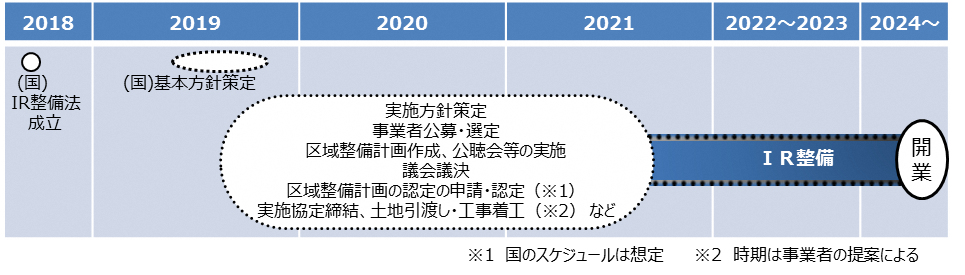 2018 2019 2020 2021 2022～2023 2024～
(国)
IR整備法
成立
(国)基本方針策定
実施方針策定
事業者公募・選定
区域整備計画作成、公聴会等の実施
議会議決
区域整備計画の認定の申請・認定（※1）
実施協定締結、土地引渡し・工事着工（※2）など
ＩＲ整備
開業
※1 国のスケジュールは想定 ※2 時期は事業者の提案による